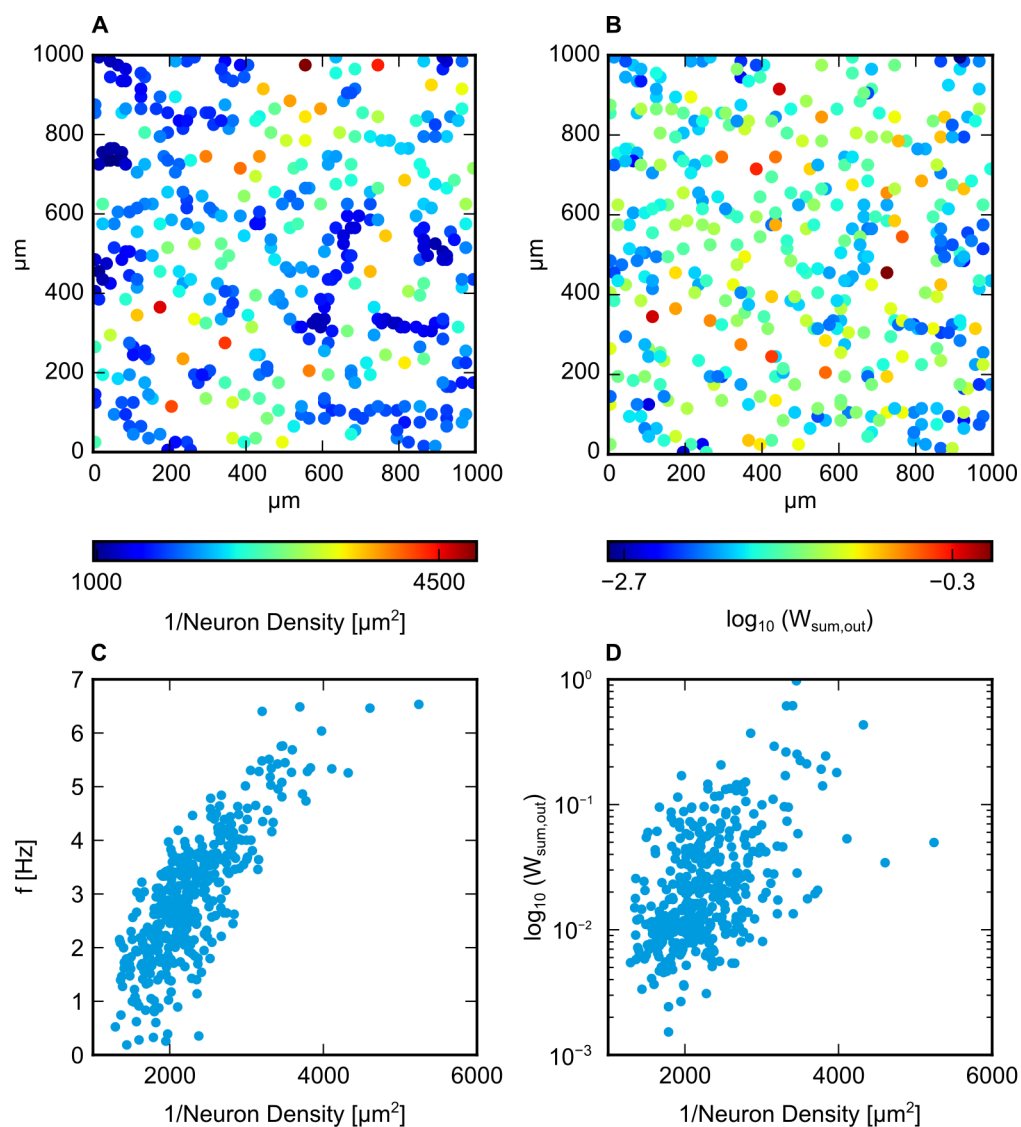 A
B
1000
800
600
400
200
0
µm
0 200 400 600 800 1000
µm
1000
800
600
400
200
0
µm
0 200 400 600 800 1000
µm
1000 4500
1/Neuron Density [µm²]
−2.7 −0.3
log₁₀ (W_sum,out)
C
D
7
6
5
4
3
2
1
0
f [Hz]
2000 4000 6000
1/Neuron Density [µm²]
10⁰
10⁻¹
10⁻²
10⁻³
log₁₀ (W_sum,out)
2000 4000 6000
1/Neuron Density [µm²]